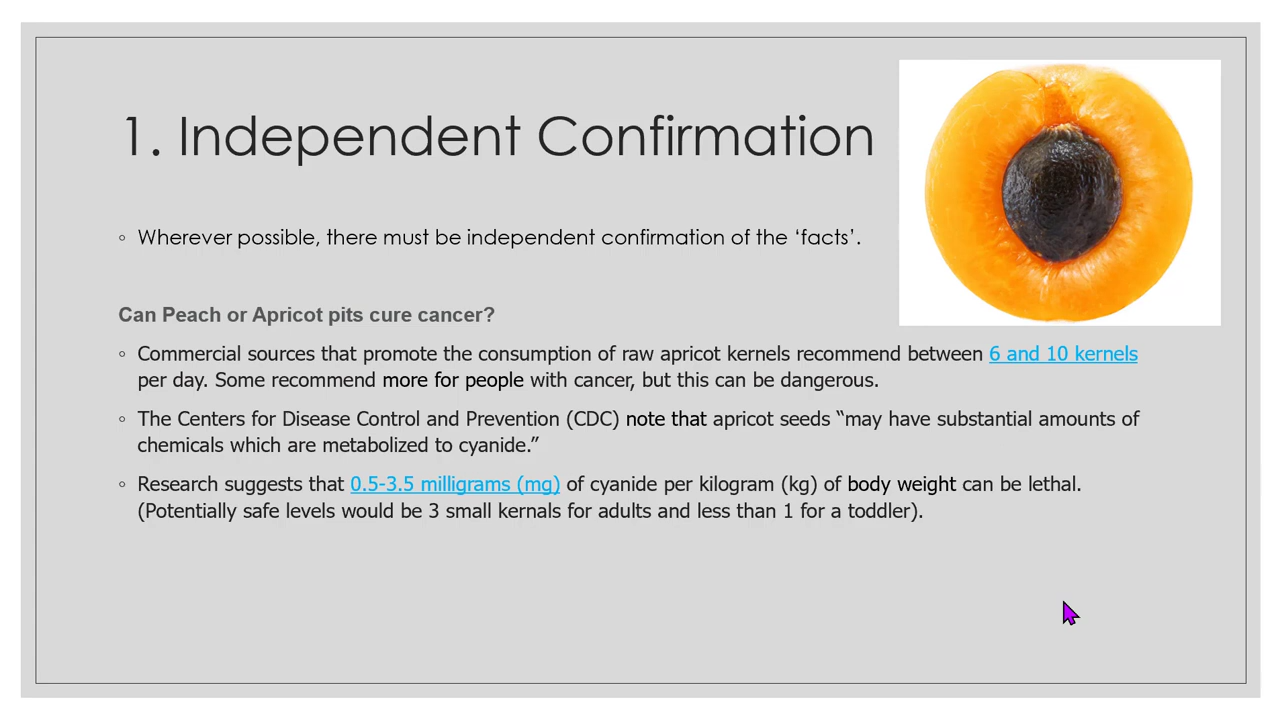 1. Independent Confirmation
◦ Wherever possible, there must be independent confirmation of the ‘facts’.
Can Peach or Apricot pits cure cancer?
◦ Commercial sources that promote the consumption of raw apricot kernels recommend between 6 and 10 kernels
per day. Some recommend more for people with cancer, but this can be dangerous.
◦ The Centers for Disease Control and Prevention (CDC) note that apricot seeds “may have substantial amounts of
chemicals which are metabolized to cyanide.”
◦ Research suggests that 0.5-3.5 milligrams (mg) of cyanide per kilogram (kg) of body weight can be lethal.
(Potentially safe levels would be 3 small kernals for adults and less than 1 for a toddler).